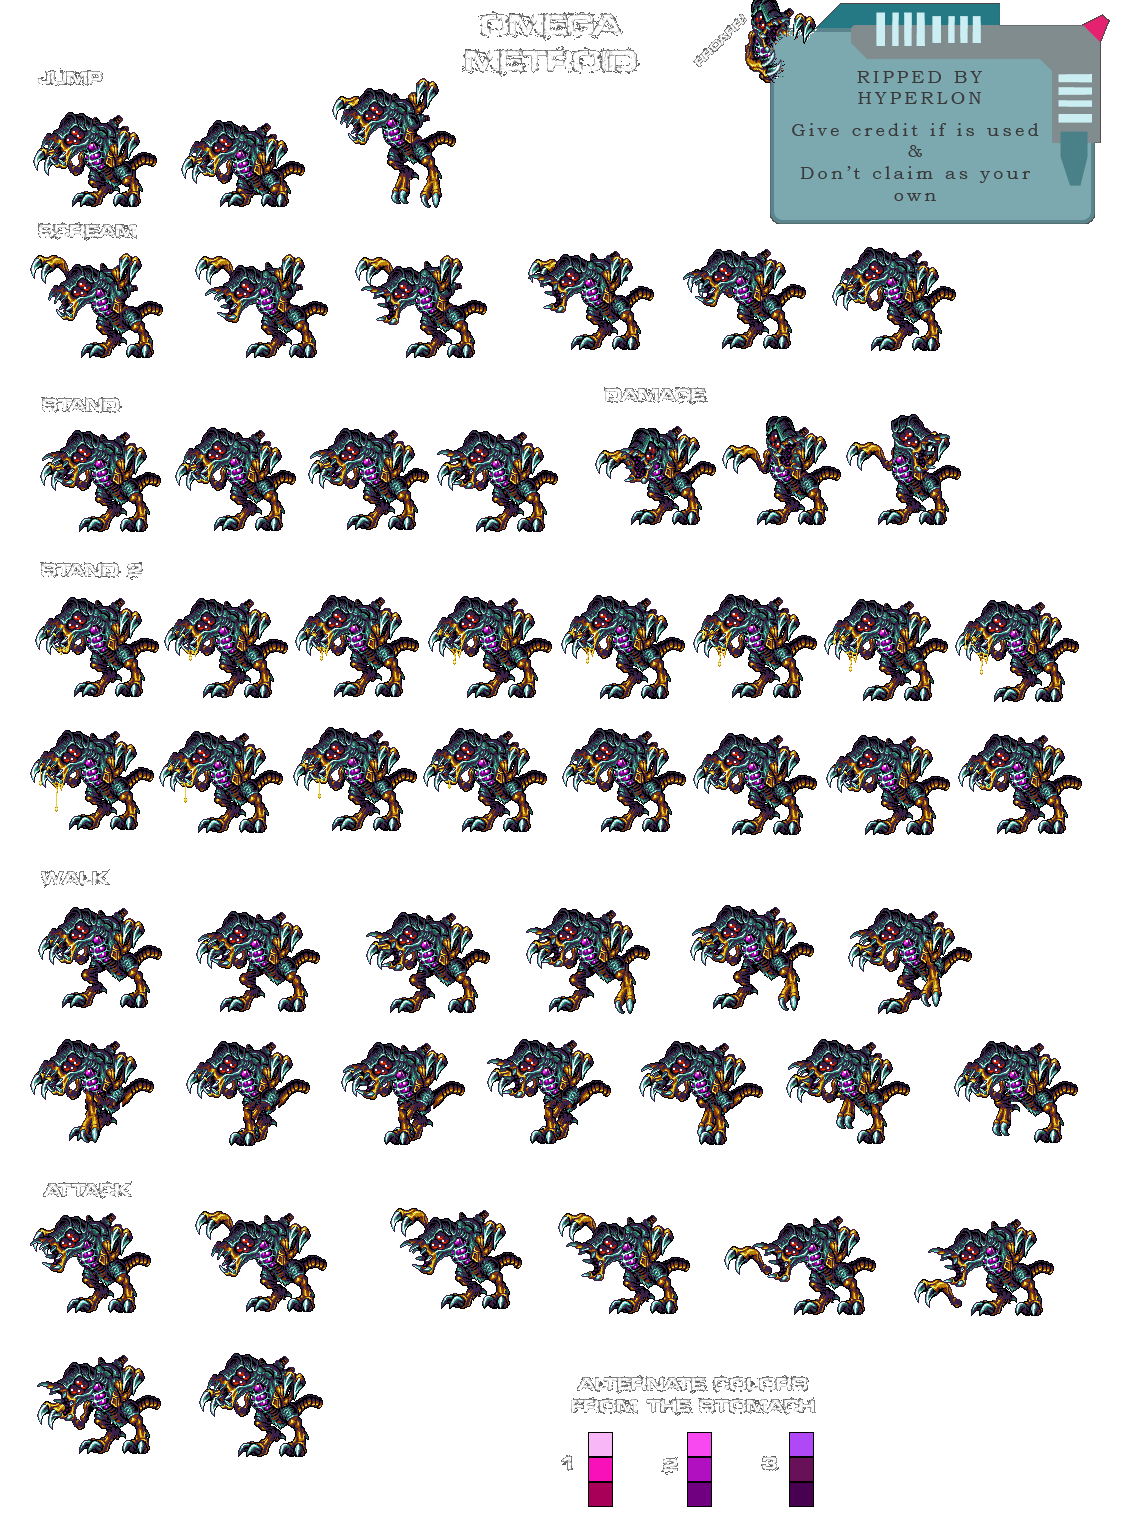 OMEGA
METROID
RROARR!
RIPPED BY
HYPERLON
Give credit if is used
&
Don't claim as your
own
JUMP
SCREAM
STAND
DAMAGE
STAND 2
WALK
ATTACK
ALTERNATE COLORS
FROM THE STOMACH
1
2
3